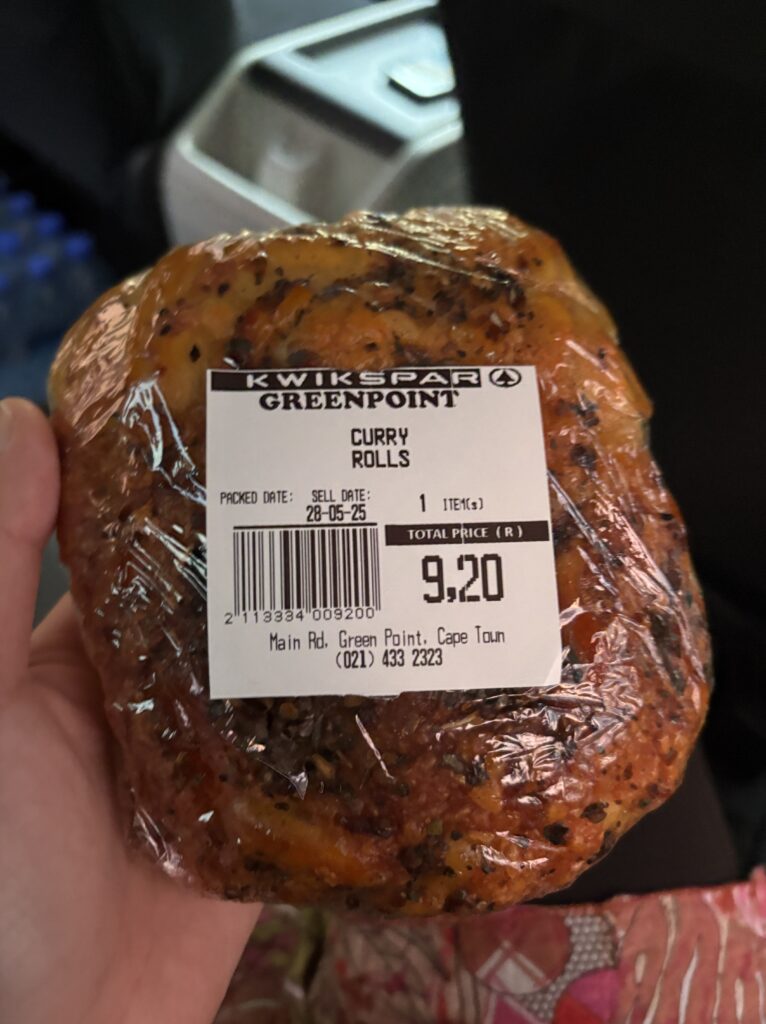 KWIKSPAR
GREENPOINT
CURRY
ROLLS
PACKED DATE: SELL DATE:
28-05-25
1 ITEM(s)
TOTAL PRICE (R)
9,20
2 113334 009200
Main Rd, Green Point, Cape Town
(021) 433 2323